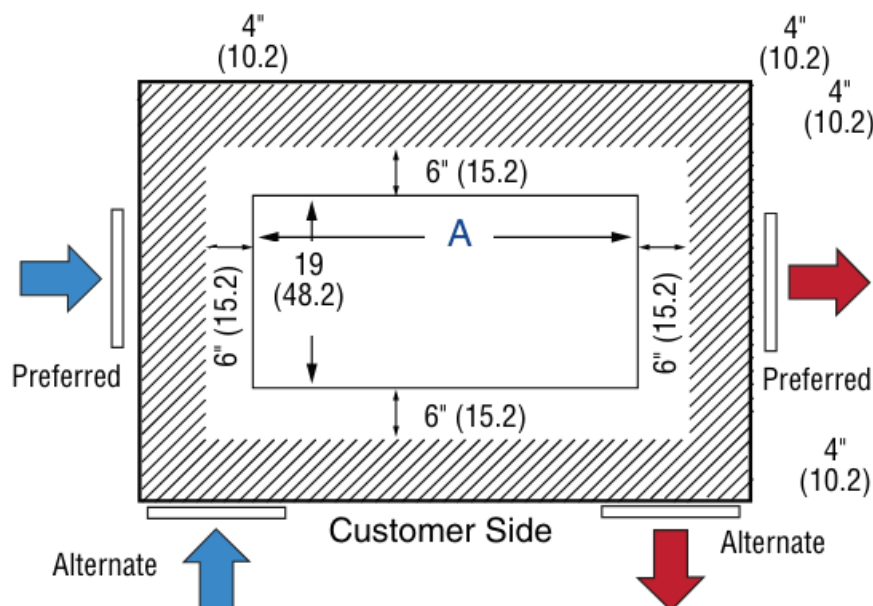 4"
(10.2)
4"
(10.2)
4"
(10.2)
6" (15.2)
A
19
(48.2)
6" (15.2)
6" (15.2)
Preferred
Preferred
6" (15.2)
4"
(10.2)
Customer Side
Alternate
Alternate